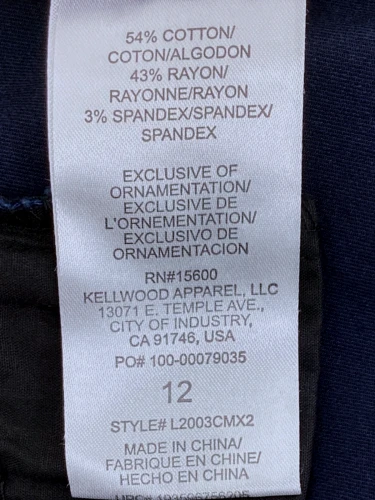 54% COTTON/
COTON/ALGODON
43% RAYON/
RAYONNE/RAYON
3% SPANDEX/SPANDEX/
SPANDEX
EXCLUSIVE OF
ORNAMENTATION/
EXCLUSIVE DE
L'ORNEMENTATION/
EXCLUSIVO DE
ORNAMENTACION
RN#15600
KELLWOOD APPAREL, LLC
13071 E. TEMPLE AVE.,
CITY OF INDUSTRY,
CA 91746, USA
PO# 100-00079035
12
STYLE# L2003CMX2
MADE IN CHINA/
FABRIQUE EN CHINE/
HECHO EN CHINA
UPC#